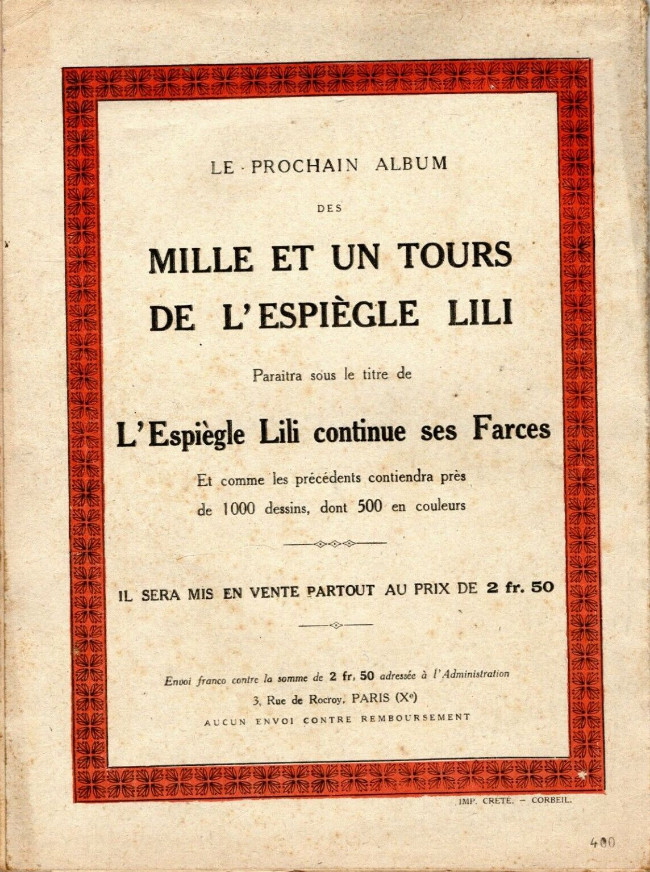 LE PROCHAIN ALBUM
DES
MILLE ET UN TOURS
DE L'ESPIÈGLE LILI
Paraitra sous le titre de
L'Espiègle Lili continue ses Farces
Et comme les précédents contiendra près
de 1000 dessins, dont 500 en couleurs
IL SERA MIS EN VENTE PARTOUT AU PRIX DE 2 fr. 50
Envoi franco contre la somme de 2 fr. 50 adressée à l'Administration
3, Rue de Rocroy, PARIS (Xᵉ)
AUCUN ENVOI CONTRE REMBOURSEMENT
IMP. CRETÉ. – CORBEIL.
400